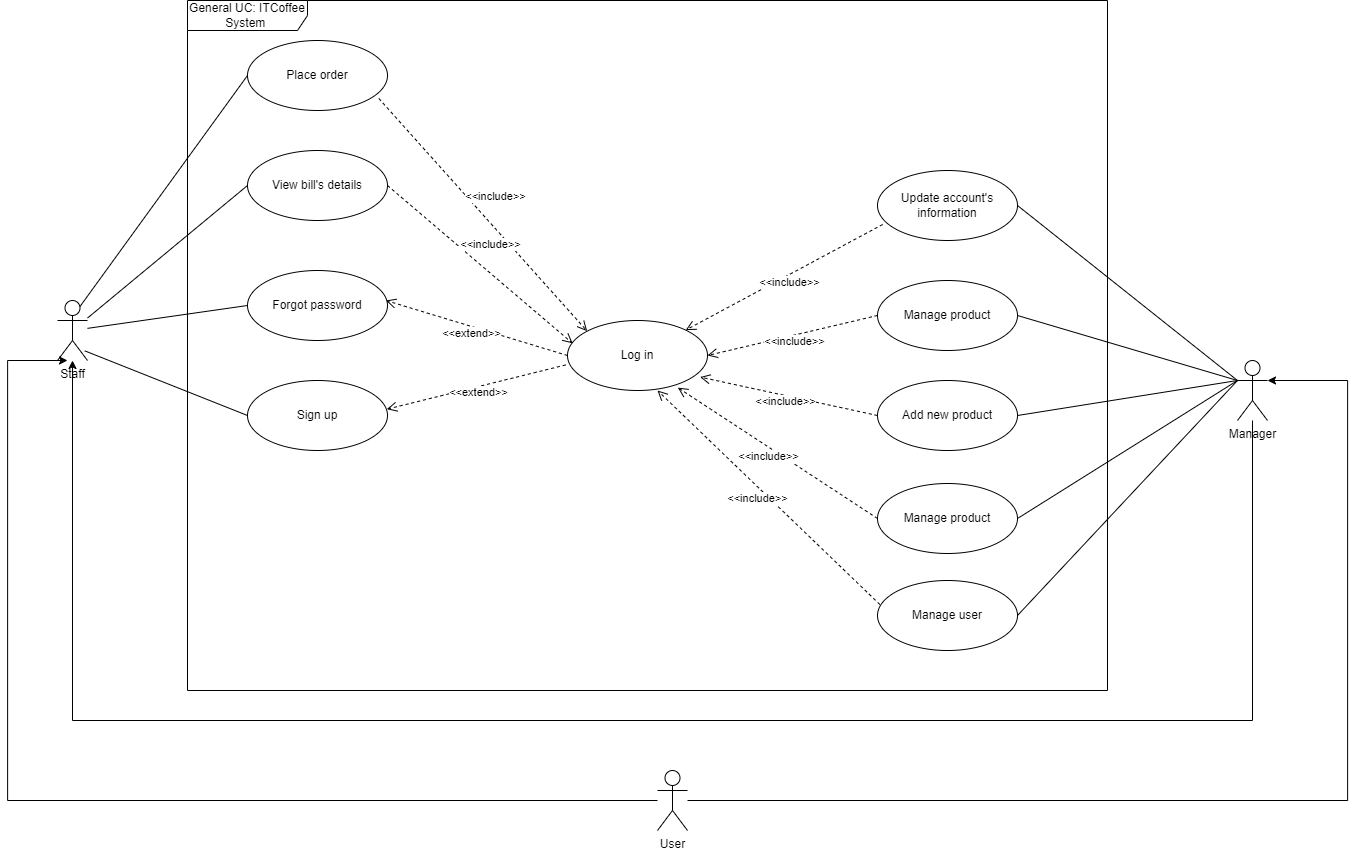 General UC: ITCoffee
System
Place order
<<include>>
View bill's details
<<include>>
Update account's
information
<<include>>
Forgot password
<<extend>>
Manage product
<<include>>
Log in
Staff
Sign up
<<extend>>
Add new product
<<include>>
Manager
<<include>>
Manage product
<<include>>
Manage user
User